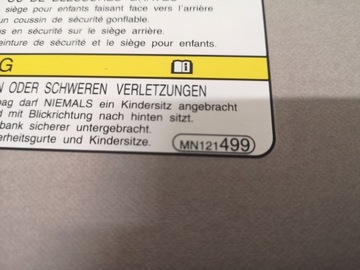 siège pour enfants faisant face vers l'arrière
un coussin de sécurité gonflable.
en sécurité sur le siège arrière.
ceinture de sécurité et le siège pour enfants.
G
ODER SCHWEREN VERLETZUNGEN
darf NIEMALS ein Kindersitz angebracht
mit Blickrichtung nach hinten sitzt.
bank sicherer untergebracht.
erheitsgurte und Kindersitze.
MN121499